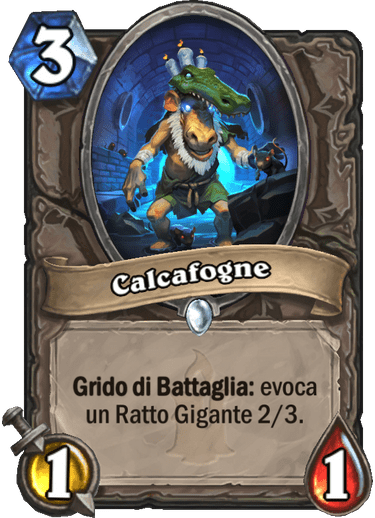 3
Calcafogne
Grido di Battaglia: evoca
un Ratto Gigante 2/3.
1
1